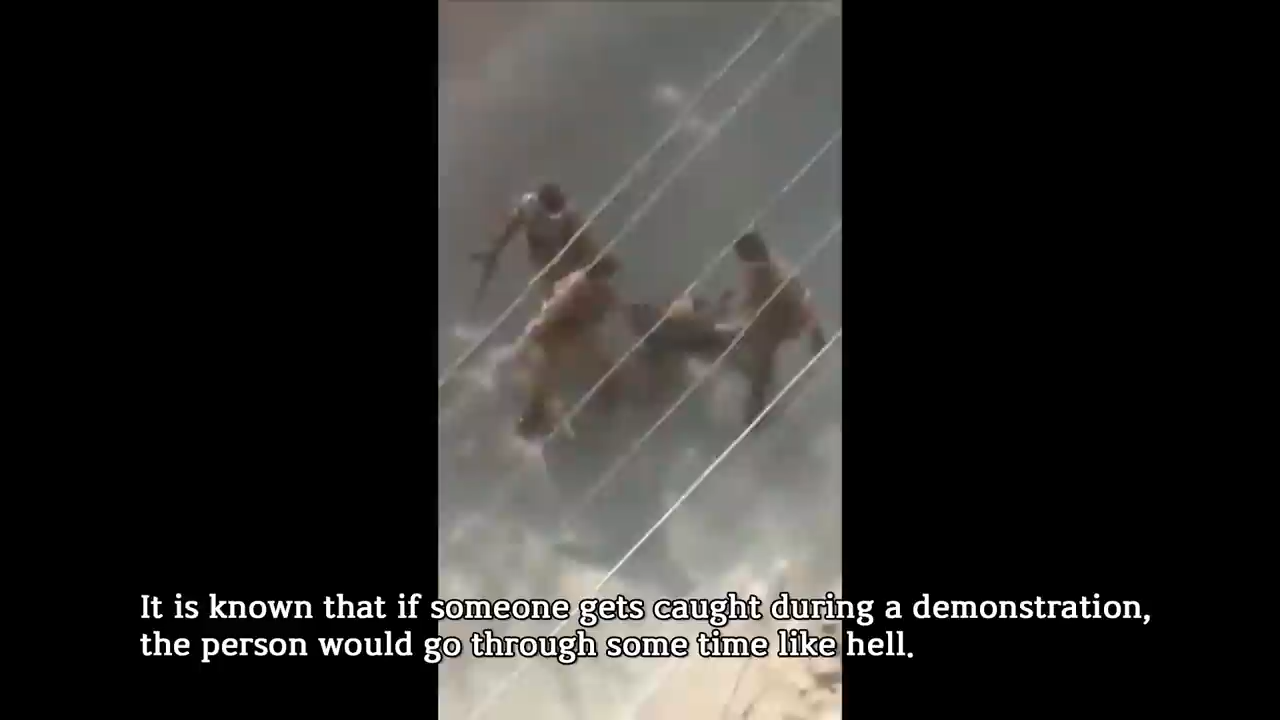 It is known that if someone gets caught during a demonstration,
the person would go through some time like hell.